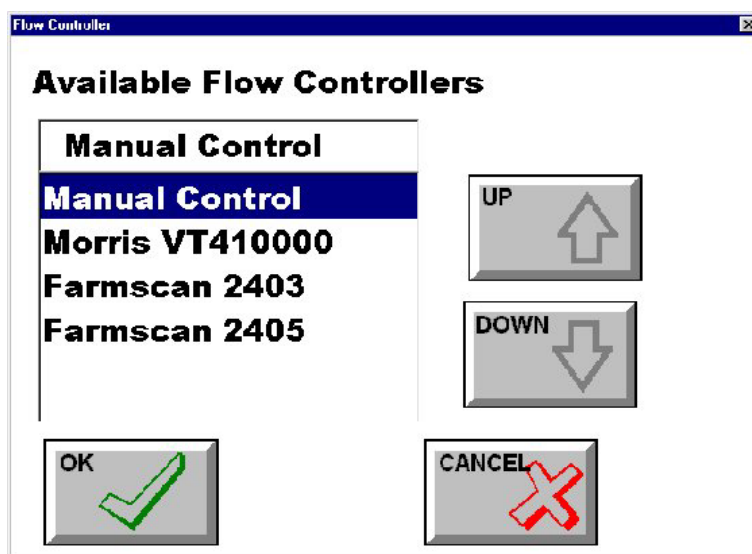 Flow Controller
Available Flow Controllers
Manual Control
Manual Control
Morris VT410000
Farmscan 2403
Farmscan 2405
UP
DOWN
OK
CANCEL